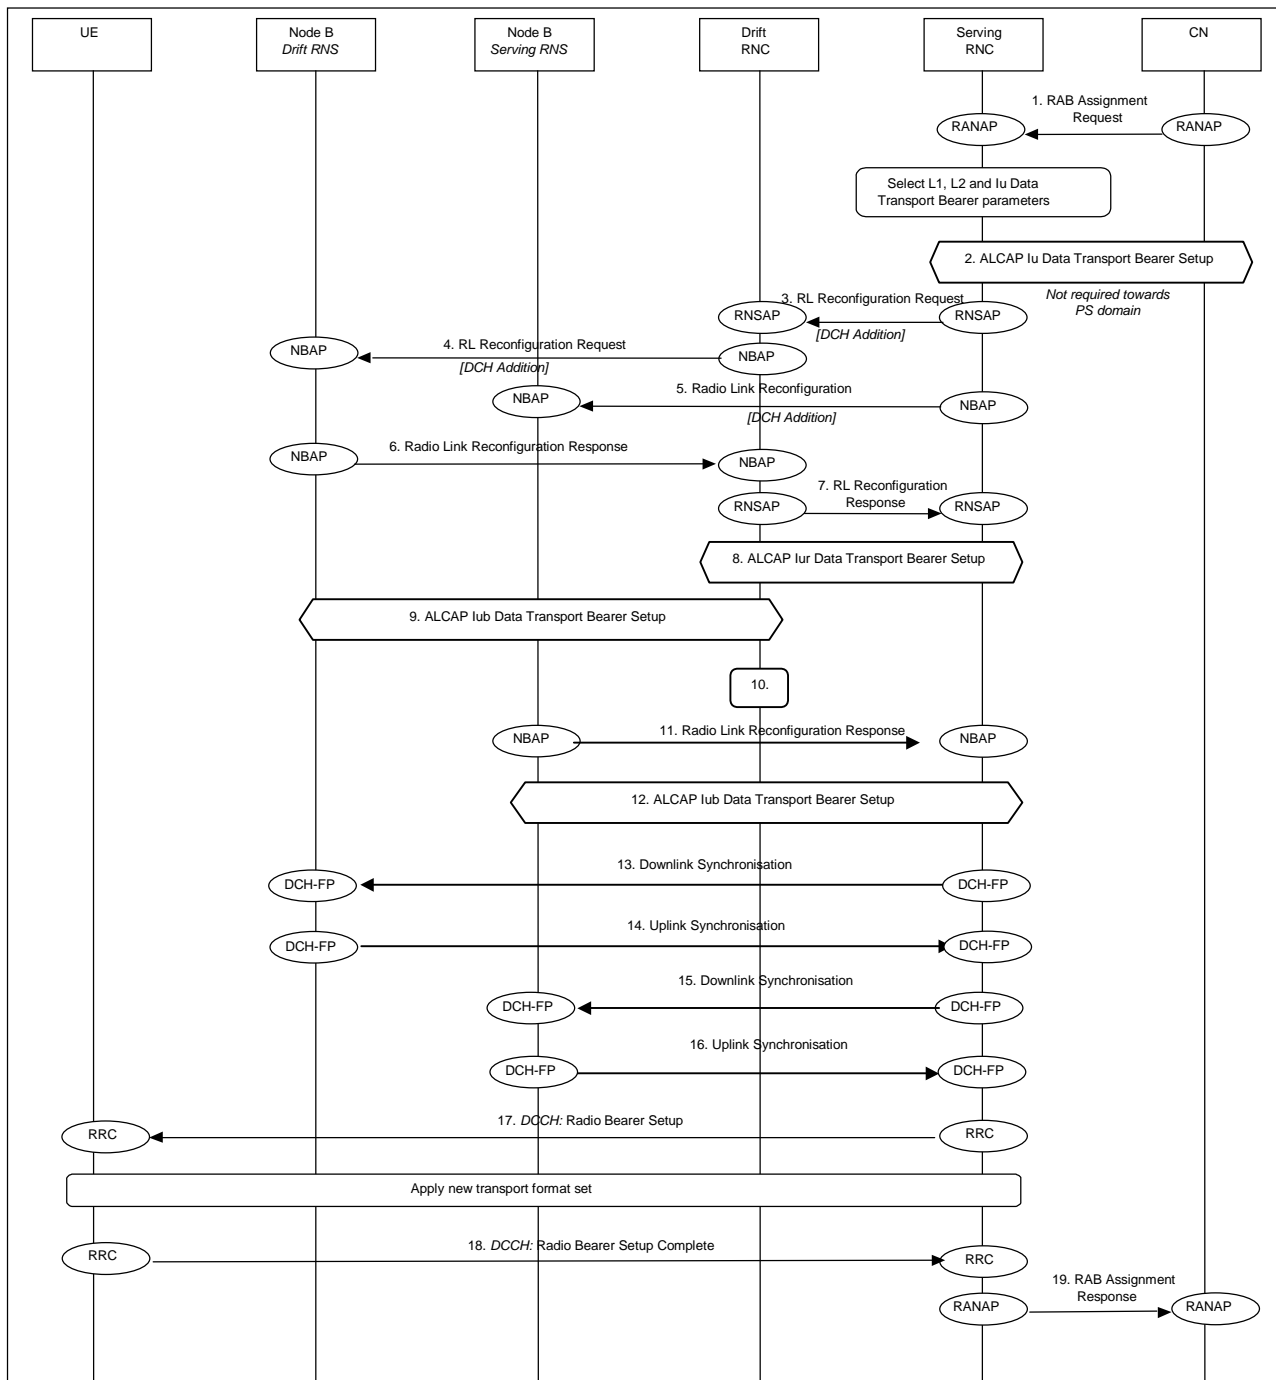 UE
Node B
Drift RNS
Node B
Serving RNS
Drift
RNC
Serving
RNC
CN
1. RAB Assignment
Request
RANAP
RANAP
Select L1, L2 and Iu Data
Transport Bearer parameters
2. ALCAP Iu Data Transport Bearer Setup
Not required towards
PS domain
3. RL Reconfiguration Request
RNSAP
RNSAP
[DCH Addition]
4. RL Reconfiguration Request
NBAP
NBAP
[DCH Addition]
5. Radio Link Reconfiguration
NBAP
NBAP
[DCH Addition]
6. Radio Link Reconfiguration Response
NBAP
NBAP
7. RL Reconfiguration
Response
RNSAP
RNSAP
8. ALCAP Iur Data Transport Bearer Setup
9. ALCAP Iub Data Transport Bearer Setup
10.
11. Radio Link Reconfiguration Response
NBAP
NBAP
12. ALCAP Iub Data Transport Bearer Setup
13. Downlink Synchronisation
DCH-FP
DCH-FP
14. Uplink Synchronisation
DCH-FP
DCH-FP
15. Downlink Synchronisation
DCH-FP
DCH-FP
16. Uplink Synchronisation
DCH-FP
DCH-FP
17. DCCH: Radio Bearer Setup
RRC
RRC
Apply new transport format set
18. DCCH: Radio Bearer Setup Complete
RRC
RRC
19. RAB Assignment
Response
RANAP
RANAP